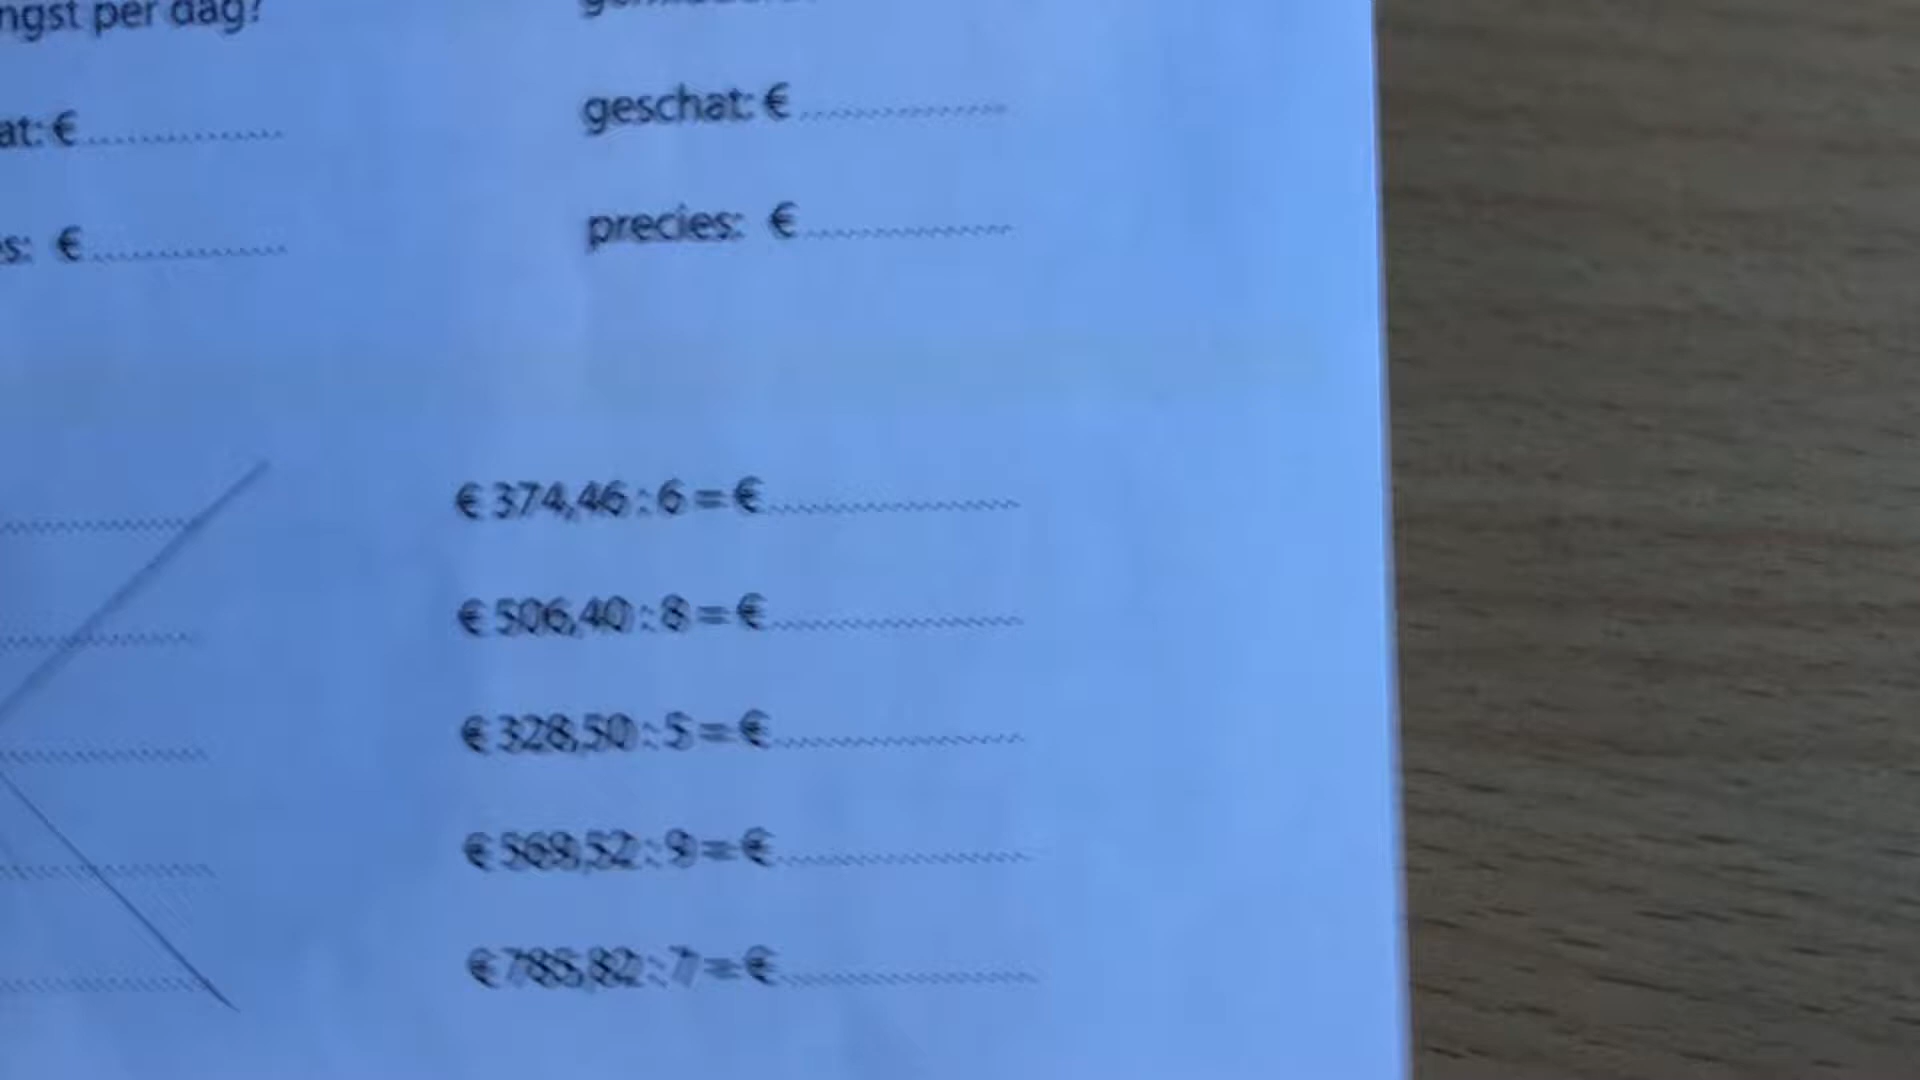 ngst per dag?
at: €
geschat: €
s: €
precies: €
€ 374,46 : 6 = €
€ 506,40 : 8 = €
€ 328,50 : 5 = €
€ 569,52 : 9 = €
€ 785,82 : 7 = €